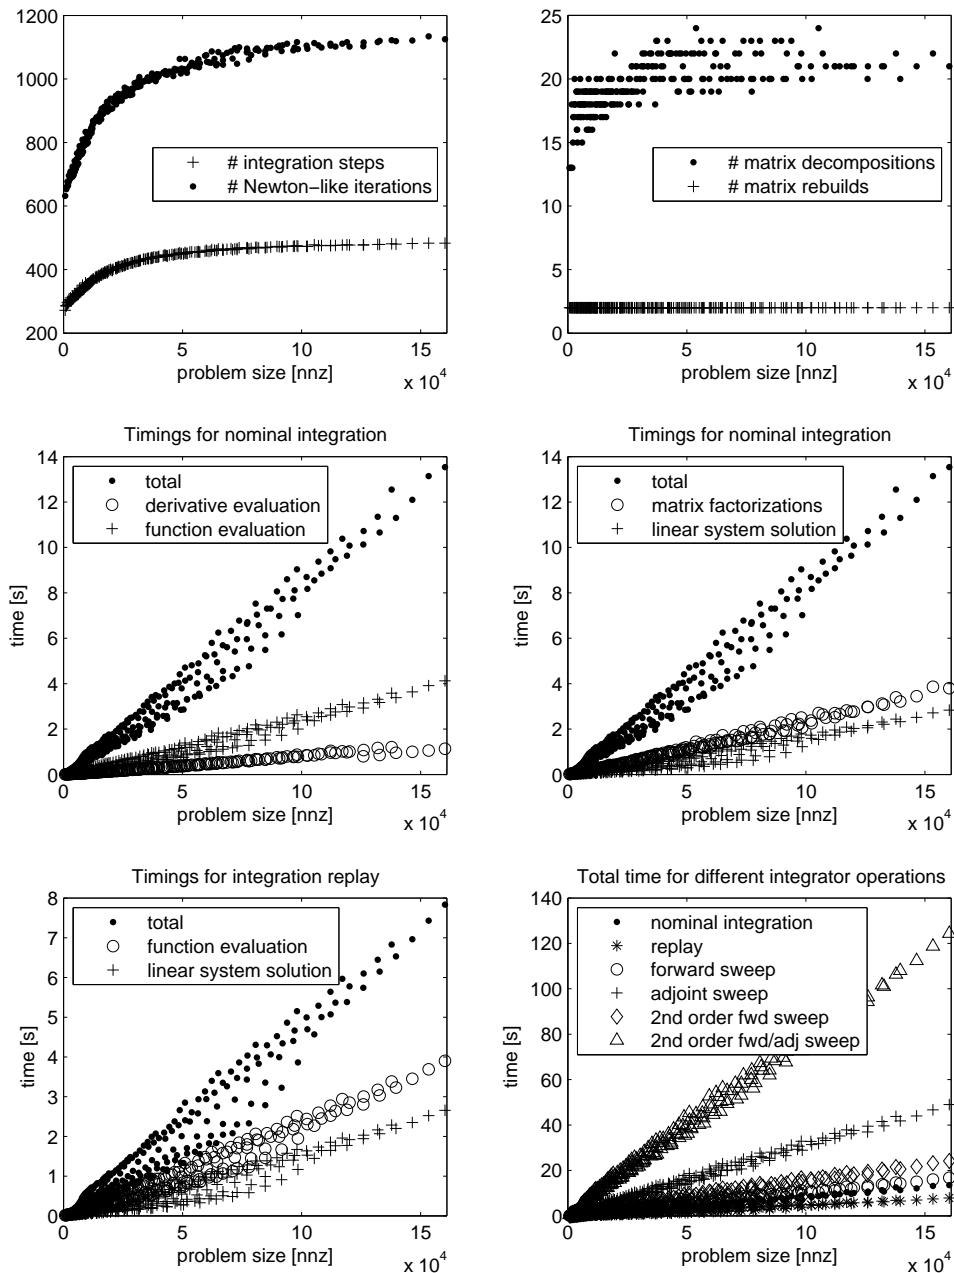 1200
1000
800
600
400
200
0
5
10
15
# integration steps
# Newton−like iterations
problem size [nnz]
x 10^4
25
20
15
10
5
0
0
5
10
15
# matrix decompositions
# matrix rebuilds
problem size [nnz]
x 10^4
Timings for nominal integration
14
12
10
8
6
4
2
0
0
5
10
15
total
derivative evaluation
function evaluation
time [s]
problem size [nnz]
x 10^4
Timings for nominal integration
14
12
10
8
6
4
2
0
0
5
10
15
total
matrix factorizations
linear system solution
time [s]
problem size [nnz]
x 10^4
Timings for integration replay
8
7
6
5
4
3
2
1
0
0
5
10
15
total
function evaluation
linear system solution
time [s]
problem size [nnz]
x 10^4
Total time for different integrator operations
140
120
100
80
60
40
20
0
0
5
10
15
nominal integration
replay
forward sweep
adjoint sweep
2nd order fwd sweep
2nd order fwd/adj sweep
time [s]
problem size [nnz]
x 10^4